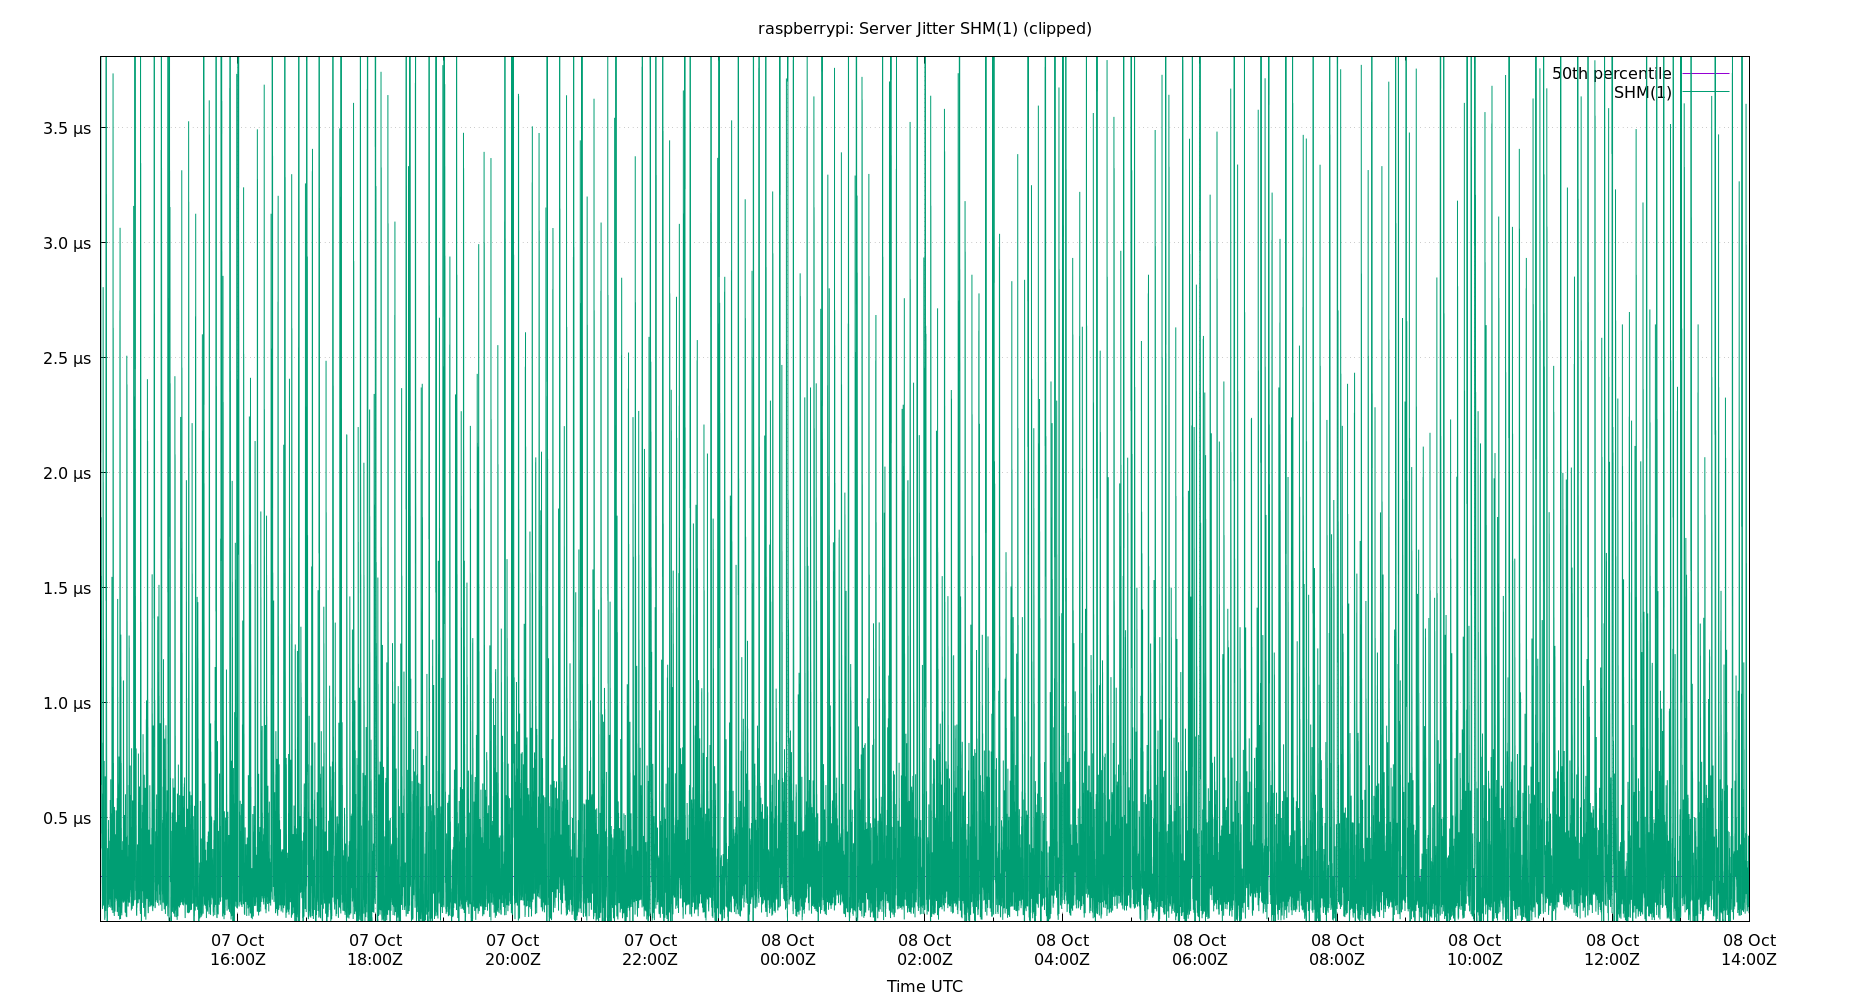 raspberrypi: Server Jitter SHM(1) (clipped)
50th percentile
SHM(1)
3.5 µs
3.0 µs
2.5 µs
2.0 µs
1.5 µs
1.0 µs
0.5 µs
07 Oct 07 Oct 07 Oct 07 Oct 08 Oct 08 Oct 08 Oct 08 Oct 08 Oct 08 Oct 08 Oct 08 Oct
16:00Z 18:00Z 20:00Z 22:00Z 00:00Z 02:00Z 04:00Z 06:00Z 08:00Z 10:00Z 12:00Z 14:00Z
Time UTC